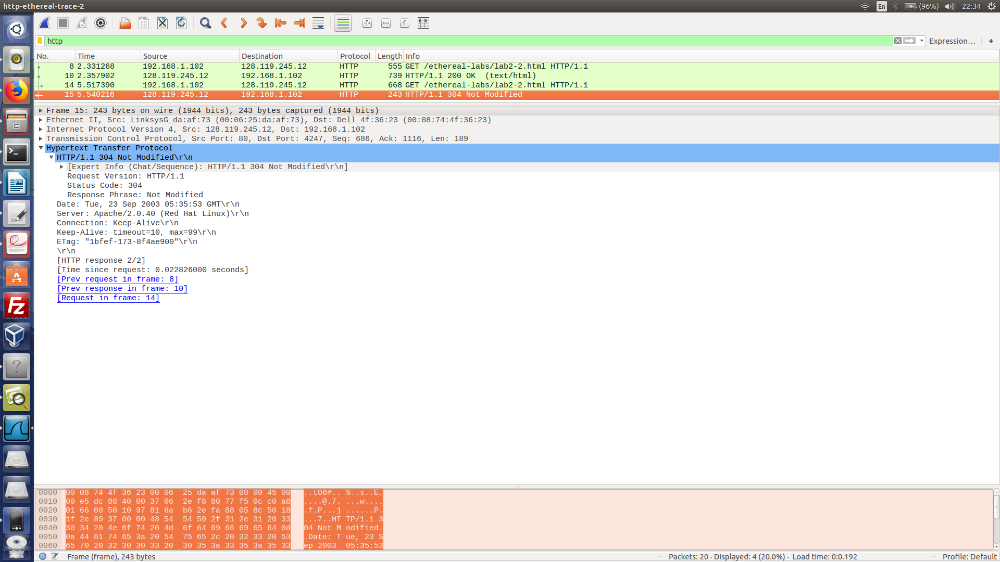 http-ethereal-trace-2
En
(96%)
22:34
http
Expression…
+
No. Time Source Destination Protocol Length Info
8 2.331268 192.168.1.102 128.119.245.12 HTTP 555 GET /ethereal-labs/lab2-2.html HTTP/1.1
10 2.357902 128.119.245.12 192.168.1.102 HTTP 739 HTTP/1.1 200 OK (text/html)
14 5.517390 192.168.1.102 128.119.245.12 HTTP 668 GET /ethereal-labs/lab2-2.html HTTP/1.1
15 5.540216 128.119.245.12 192.168.1.102 HTTP 243 HTTP/1.1 304 Not Modified
Frame 15: 243 bytes on wire (1944 bits), 243 bytes captured (1944 bits)
Ethernet II, Src: LinksysG_da:af:73 (00:06:25:da:af:73), Dst: Dell_4f:36:23 (00:08:74:4f:36:23)
Internet Protocol Version 4, Src: 128.119.245.12, Dst: 192.168.1.102
Transmission Control Protocol, Src Port: 80, Dst Port: 4247, Seq: 686, Ack: 1116, Len: 189
Hypertext Transfer Protocol
HTTP/1.1 304 Not Modified\r\n
[Expert Info (Chat/Sequence): HTTP/1.1 304 Not Modified\r\n]
Request Version: HTTP/1.1
Status Code: 304
Response Phrase: Not Modified
Date: Tue, 23 Sep 2003 05:35:53 GMT\r\n
Server: Apache/2.0.40 (Red Hat Linux)\r\n
Connection: Keep-Alive\r\n
Keep-Alive: timeout=10, max=99\r\n
ETag: "1bfef-173-8f4ae900"\r\n
\r\n
[HTTP response 2/2]
[Time since request: 0.022826000 seconds]
[Prev request in frame: 8]
[Prev response in frame: 10]
[Request in frame: 14]
0000 00 08 74 4f 36 23 00 06 25 da af 73 08 00 45 00 ..tO6#.. %..s..E.
0010 00 e5 dc 88 40 00 37 06 2e f8 80 77 f5 0c c0 a8 ....@.7. ...w....
0020 01 66 00 50 10 97 81 6a b6 2e fa 88 05 8c 50 18 .f.P...j ......P.
0030 1f 2e 89 37 00 00 48 54 54 50 2f 31 2e 31 20 33 ...7..HT TP/1.1 3
0040 30 34 20 4e 6f 74 20 4d 6f 64 69 66 69 65 64 0d 04 Not M odified.
0050 0a 44 61 74 65 3a 20 54 75 65 2c 20 32 33 20 53 .Date: T ue, 23 S
0060 65 70 20 32 30 30 33 20 30 35 3a 33 35 3a 35 33 ep 2003 05:35:53
Frame (frame), 243 bytes
Packets: 20 · Displayed: 4 (20.0%) · Load time: 0:0.192
Profile: Default